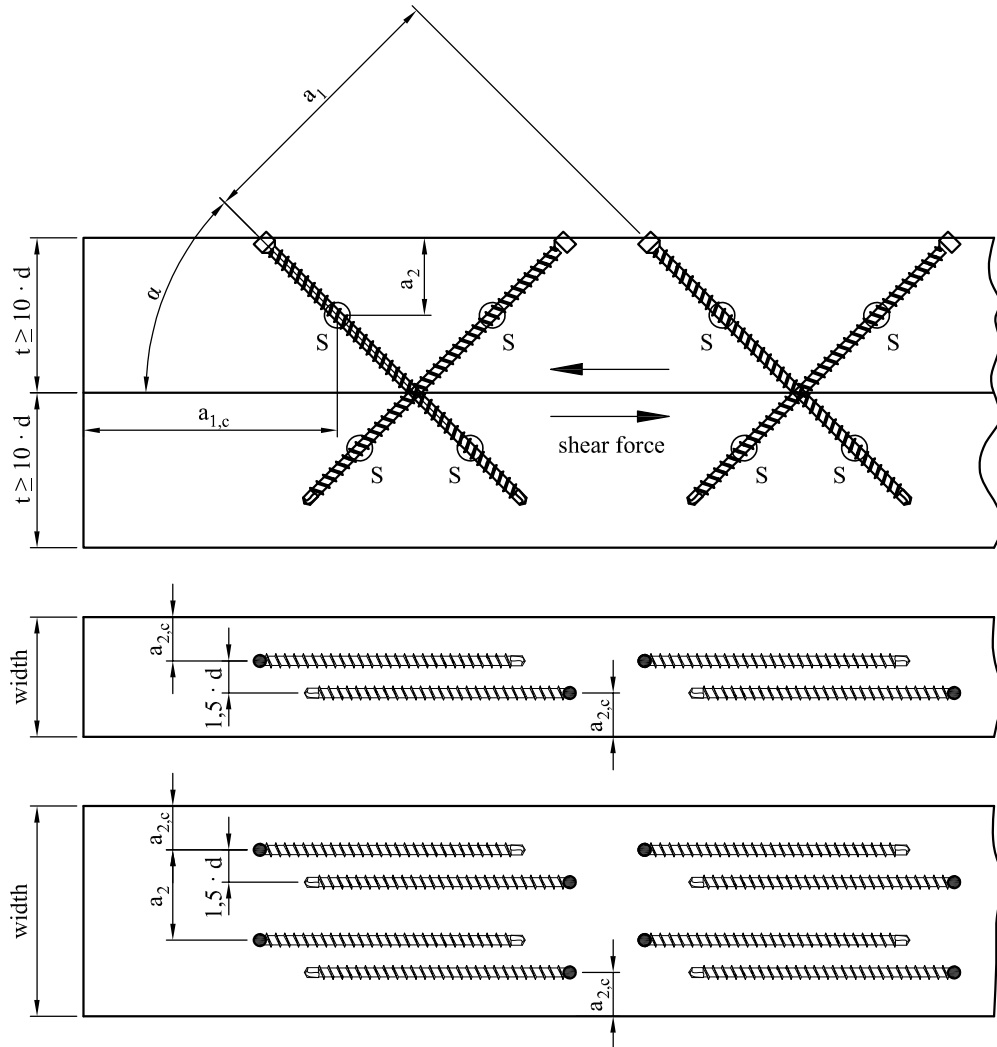 a1
α
a2
t ≥ 10 · d
S
S
S
S
a1,c
shear force
t ≥ 10 · d
S
S
S
S
width
a2,c
1,5 · d
a2,c
width
a2,c
a2
1,5 · d
a2,c